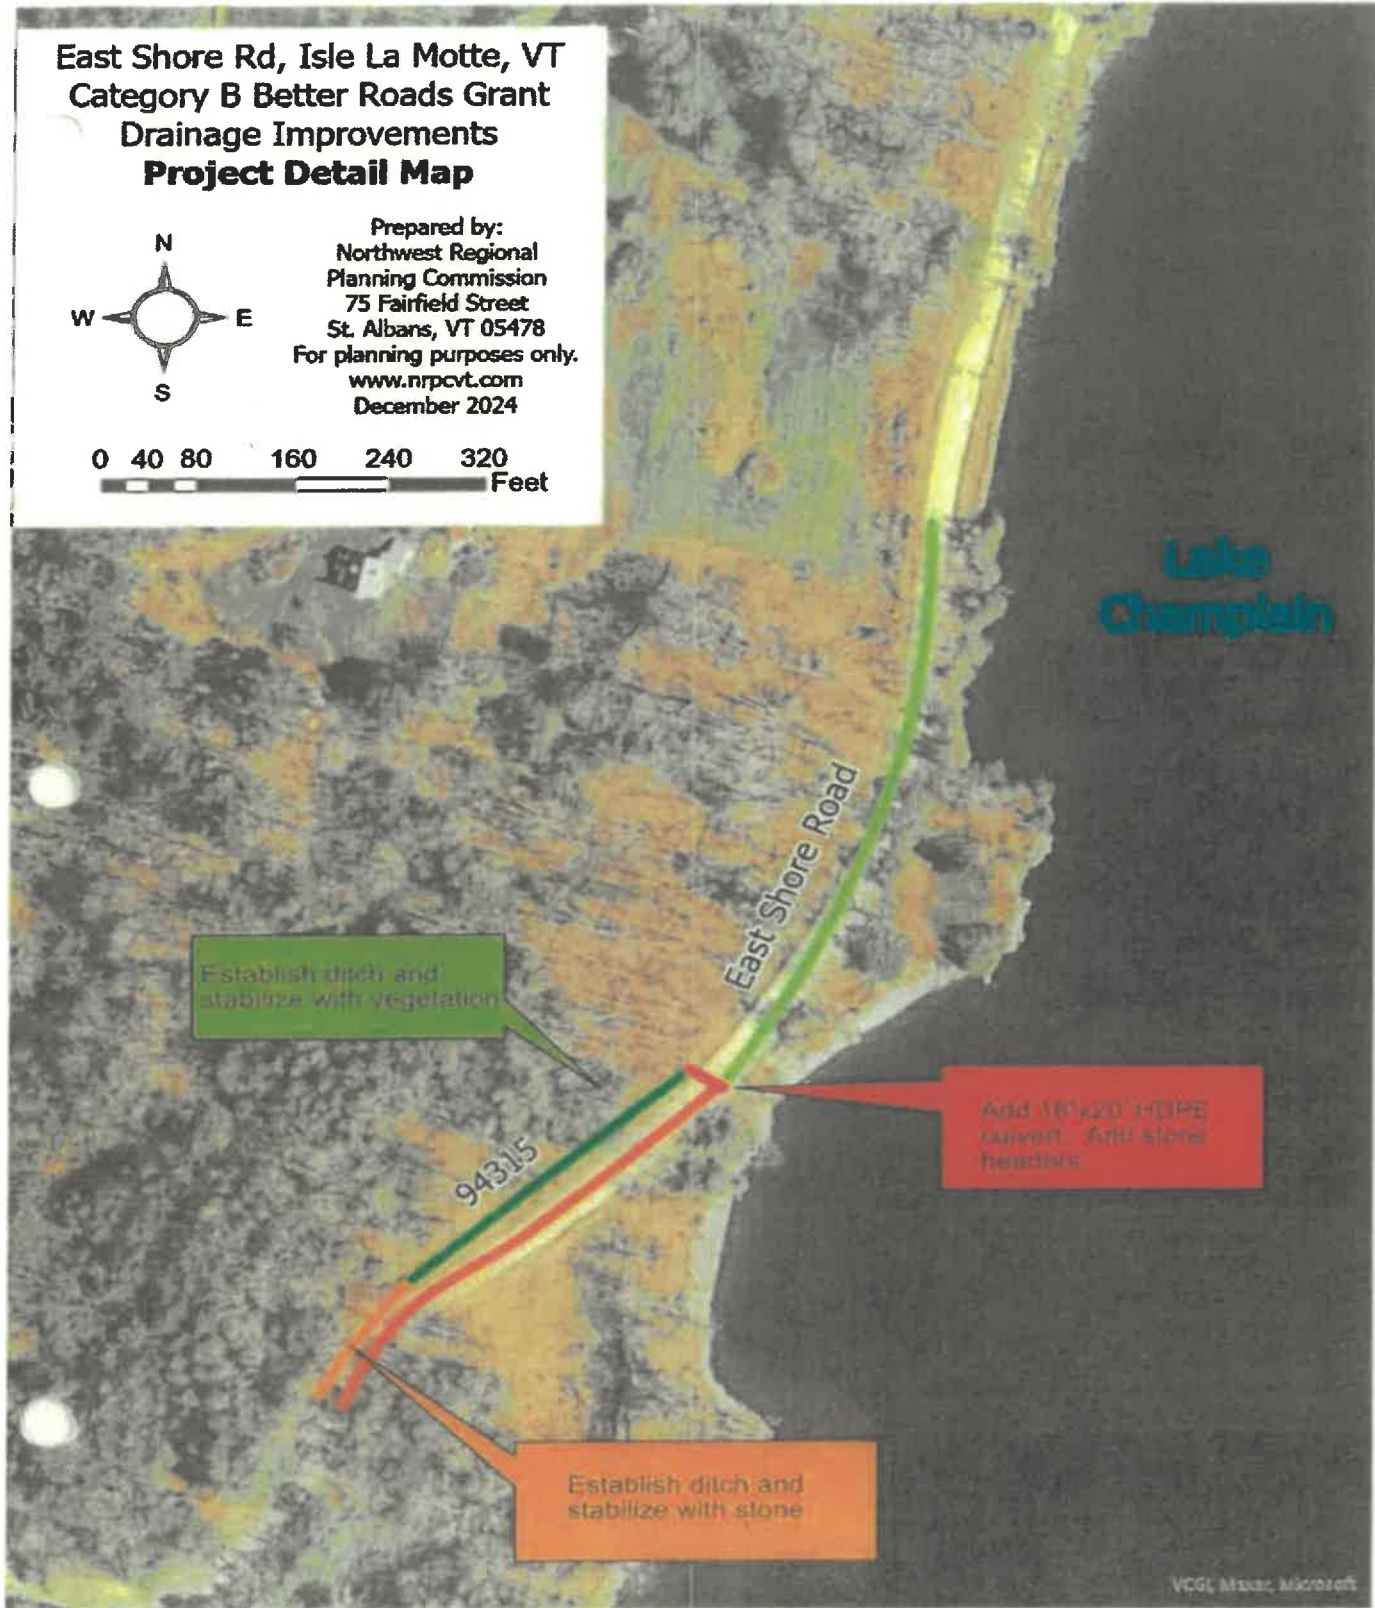 East Shore Rd, Isle La Motte, VT
Category B Better Roads Grant
Drainage Improvements
Project Detail Map
Prepared by:
Northwest Regional
Planning Commission
75 Fairfield Street
St. Albans, VT 05478
For planning purposes only.
www.nrpcvt.com
December 2024
N
W E
S
0 40 80 160 240 320
Feet
Lake
Champlain
East Shore Road
Establish ditch and
stabilize with vegetation
94315
Add 18"x20' HDPE
culvert. Add stone
headers
Establish ditch and
stabilize with stone
VCGI, Maxar, Microsoft